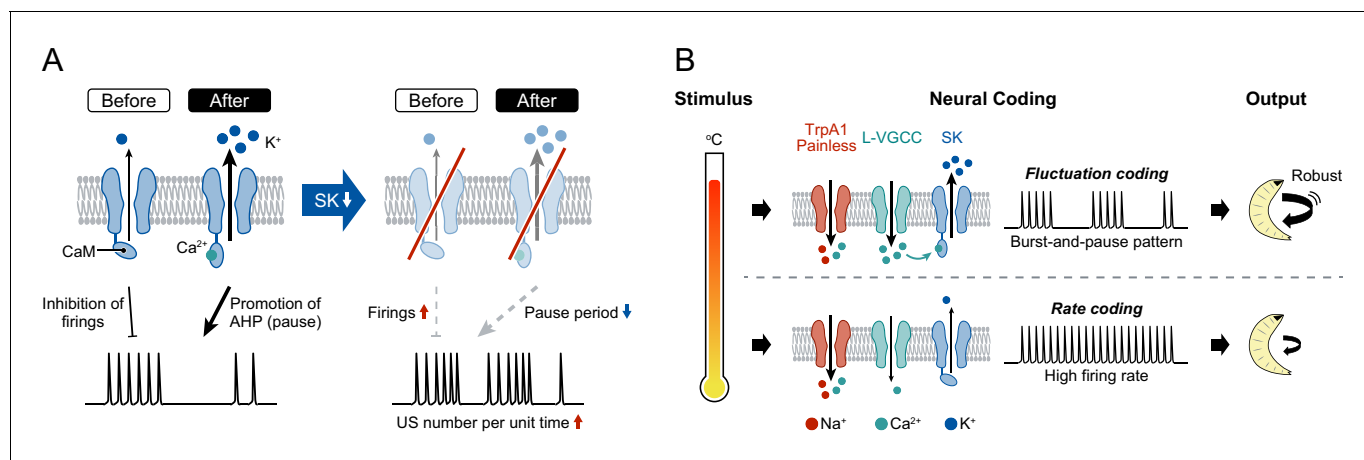 A
Before
After
K⁺
SK
CaM
Ca²⁺
Inhibition of
firings
Promotion of
AHP (pause)
Before
After
Firings
Pause period
US number per unit time
B
Stimulus
Neural Coding
Output
°C
TrpA1
Painless
L-VGCC
SK
Fluctuation coding
Burst-and-pause pattern
Robust
Rate coding
High firing rate
Na⁺
Ca²⁺
K⁺